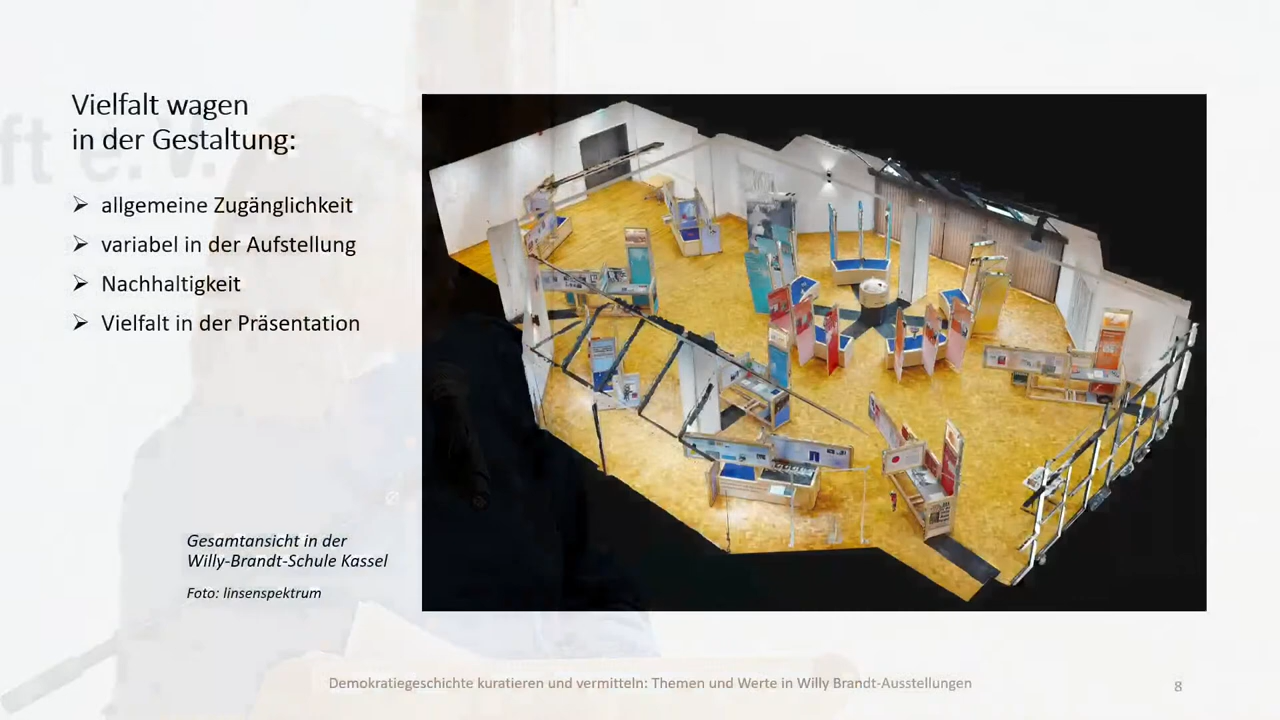 Vielfalt wagen
in der Gestaltung:
ft e.V.
➢ allgemeine Zugänglichkeit
➢ variabel in der Aufstellung
➢ Nachhaltigkeit
➢ Vielfalt in der Präsentation
Gesamtansicht in der
Willy-Brandt-Schule Kassel
Foto: linsenspektrum
Demokratiegeschichte kuratieren und vermitteln: Themen und Werte in Willy Brandt-Ausstellungen
8